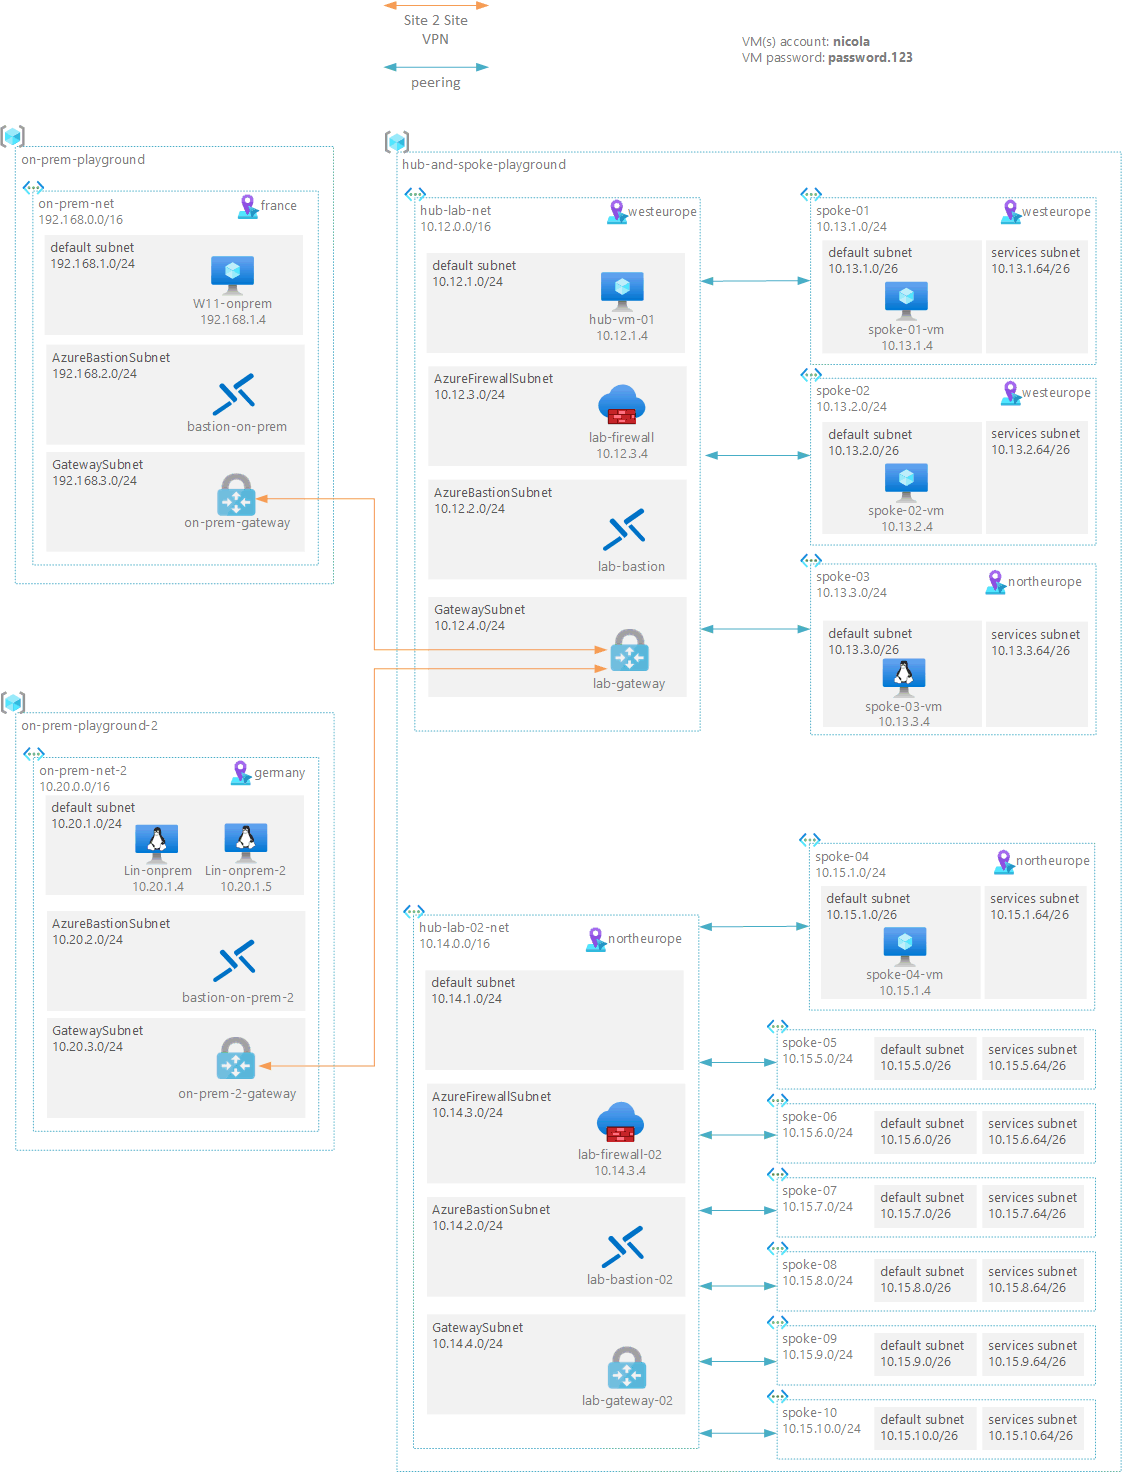 Site 2 Site
VPN
peering
VM(s) account: nicola
VM password: password.123
on-prem-playground
on-prem-net
192.168.0.0/16
france
default subnet
192.168.1.0/24
W11-onprem
192.168.1.4
AzureBastionSubnet
192.168.2.0/24
bastion-on-prem
GatewaySubnet
192.168.3.0/24
on-prem-gateway
on-prem-playground-2
on-prem-net-2
10.20.0.0/16
germany
default subnet
10.20.1.0/24
Lin-onprem
10.20.1.4
Lin-onprem-2
10.20.1.5
AzureBastionSubnet
10.20.2.0/24
bastion-on-prem-2
GatewaySubnet
10.20.3.0/24
on-prem-2-gateway
hub-and-spoke-playground
hub-lab-net
10.12.0.0/16
westeurope
default subnet
10.12.1.0/24
hub-vm-01
10.12.1.4
AzureFirewallSubnet
10.12.3.0/24
lab-firewall
10.12.3.4
AzureBastionSubnet
10.12.2.0/24
lab-bastion
GatewaySubnet
10.12.4.0/24
lab-gateway
spoke-01
10.13.1.0/24
westeurope
default subnet
10.13.1.0/26
spoke-01-vm
10.13.1.4
services subnet
10.13.1.64/26
spoke-02
10.13.2.0/24
westeurope
default subnet
10.13.2.0/26
spoke-02-vm
10.13.2.4
services subnet
10.13.2.64/26
spoke-03
10.13.3.0/24
northeurope
default subnet
10.13.3.0/26
spoke-03-vm
10.13.3.4
services subnet
10.13.3.64/26
hub-lab-02-net
10.14.0.0/16
northeurope
default subnet
10.14.1.0/24
AzureFirewallSubnet
10.14.3.0/24
lab-firewall-02
10.14.3.4
AzureBastionSubnet
10.14.2.0/24
lab-bastion-02
GatewaySubnet
10.14.4.0/24
lab-gateway-02
spoke-04
10.15.1.0/24
northeurope
default subnet
10.15.1.0/26
spoke-04-vm
10.15.1.4
services subnet
10.15.1.64/26
spoke-05
10.15.5.0/24
default subnet
10.15.5.0/26
services subnet
10.15.5.64/26
spoke-06
10.15.6.0/24
default subnet
10.15.6.0/26
services subnet
10.15.6.64/26
spoke-07
10.15.7.0/24
default subnet
10.15.7.0/26
services subnet
10.15.7.64/26
spoke-08
10.15.8.0/24
default subnet
10.15.8.0/26
services subnet
10.15.8.64/26
spoke-09
10.15.9.0/24
default subnet
10.15.9.0/26
services subnet
10.15.9.64/26
spoke-10
10.15.10.0/24
default subnet
10.15.10.0/26
services subnet
10.15.10.64/26